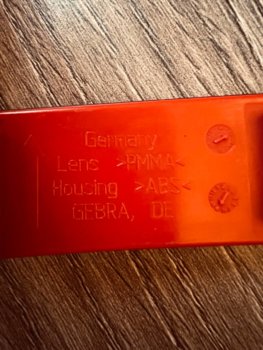 Germany
Lens >PMMA<
Housing >ABS<
GEBRA, DE